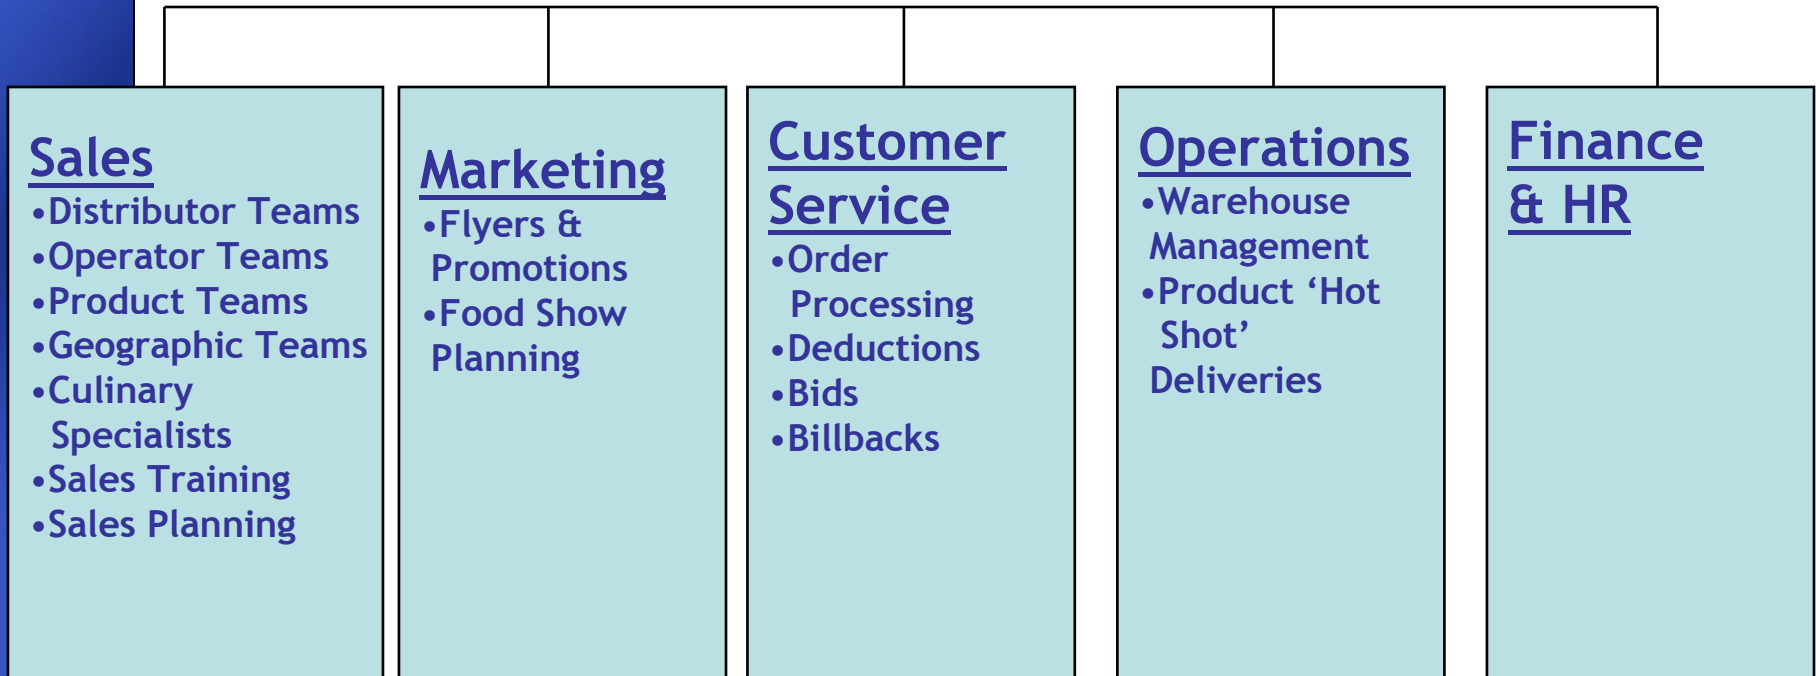 Sales
•Distributor Teams
•Operator Teams
•Product Teams
•Geographic Teams
•Culinary
Specialists
•Sales Training
•Sales Planning
Marketing
•Flyers &
Promotions
•Food Show
Planning
Customer
Service
•Order
Processing
•Deductions
•Bids
•Billbacks
Operations
•Warehouse
Management
•Product ‘Hot
Shot’
Deliveries
Finance
& HR